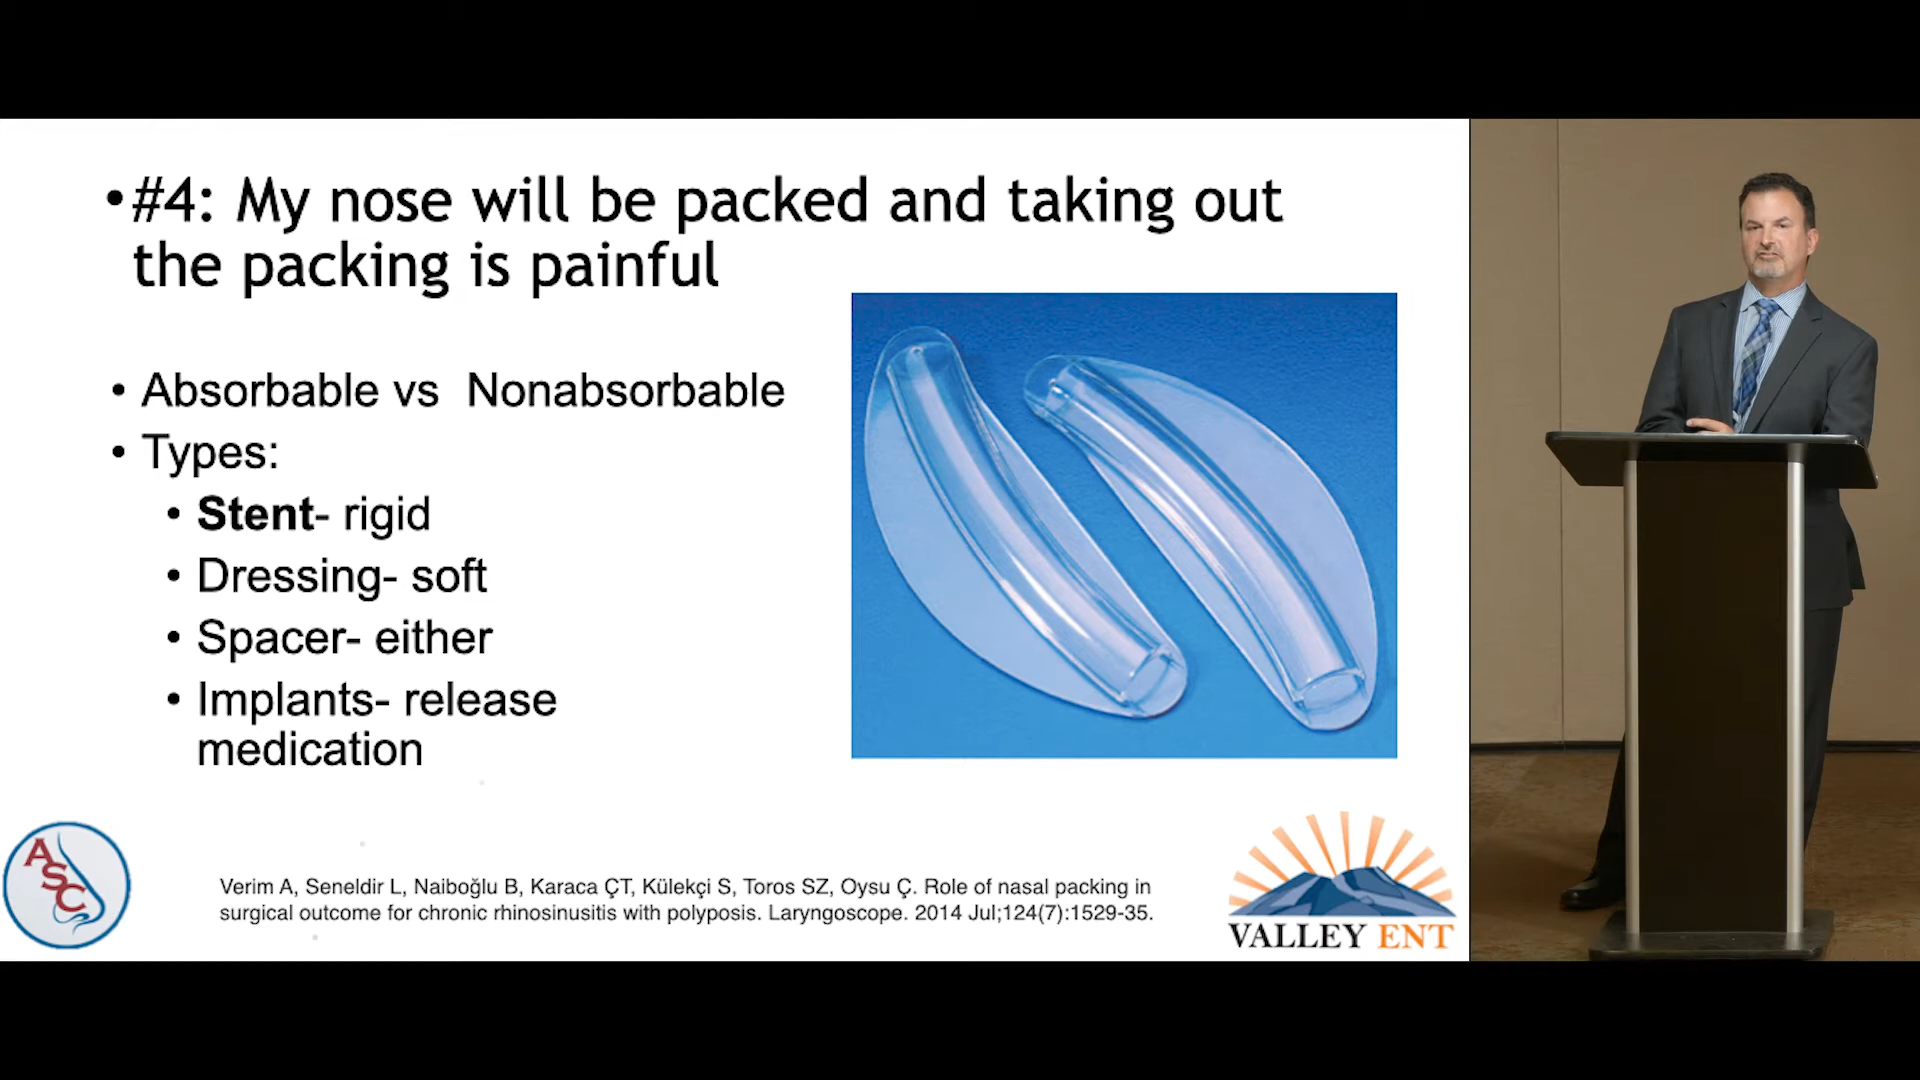 •#4: My nose will be packed and taking out
the packing is painful
• Absorbable vs  Nonabsorbable
• Types:
• Stent- rigid
• Dressing- soft
• Spacer- either
• Implants- release
medication
ASC
Verim A, Seneldir L, Naiboğlu B, Karaca ÇT, Külekçi S, Toros SZ, Oysu Ç. Role of nasal packing in
surgical outcome for chronic rhinosinusitis with polyposis. Laryngoscope. 2014 Jul;124(7):1529-35.
VALLEY ENT